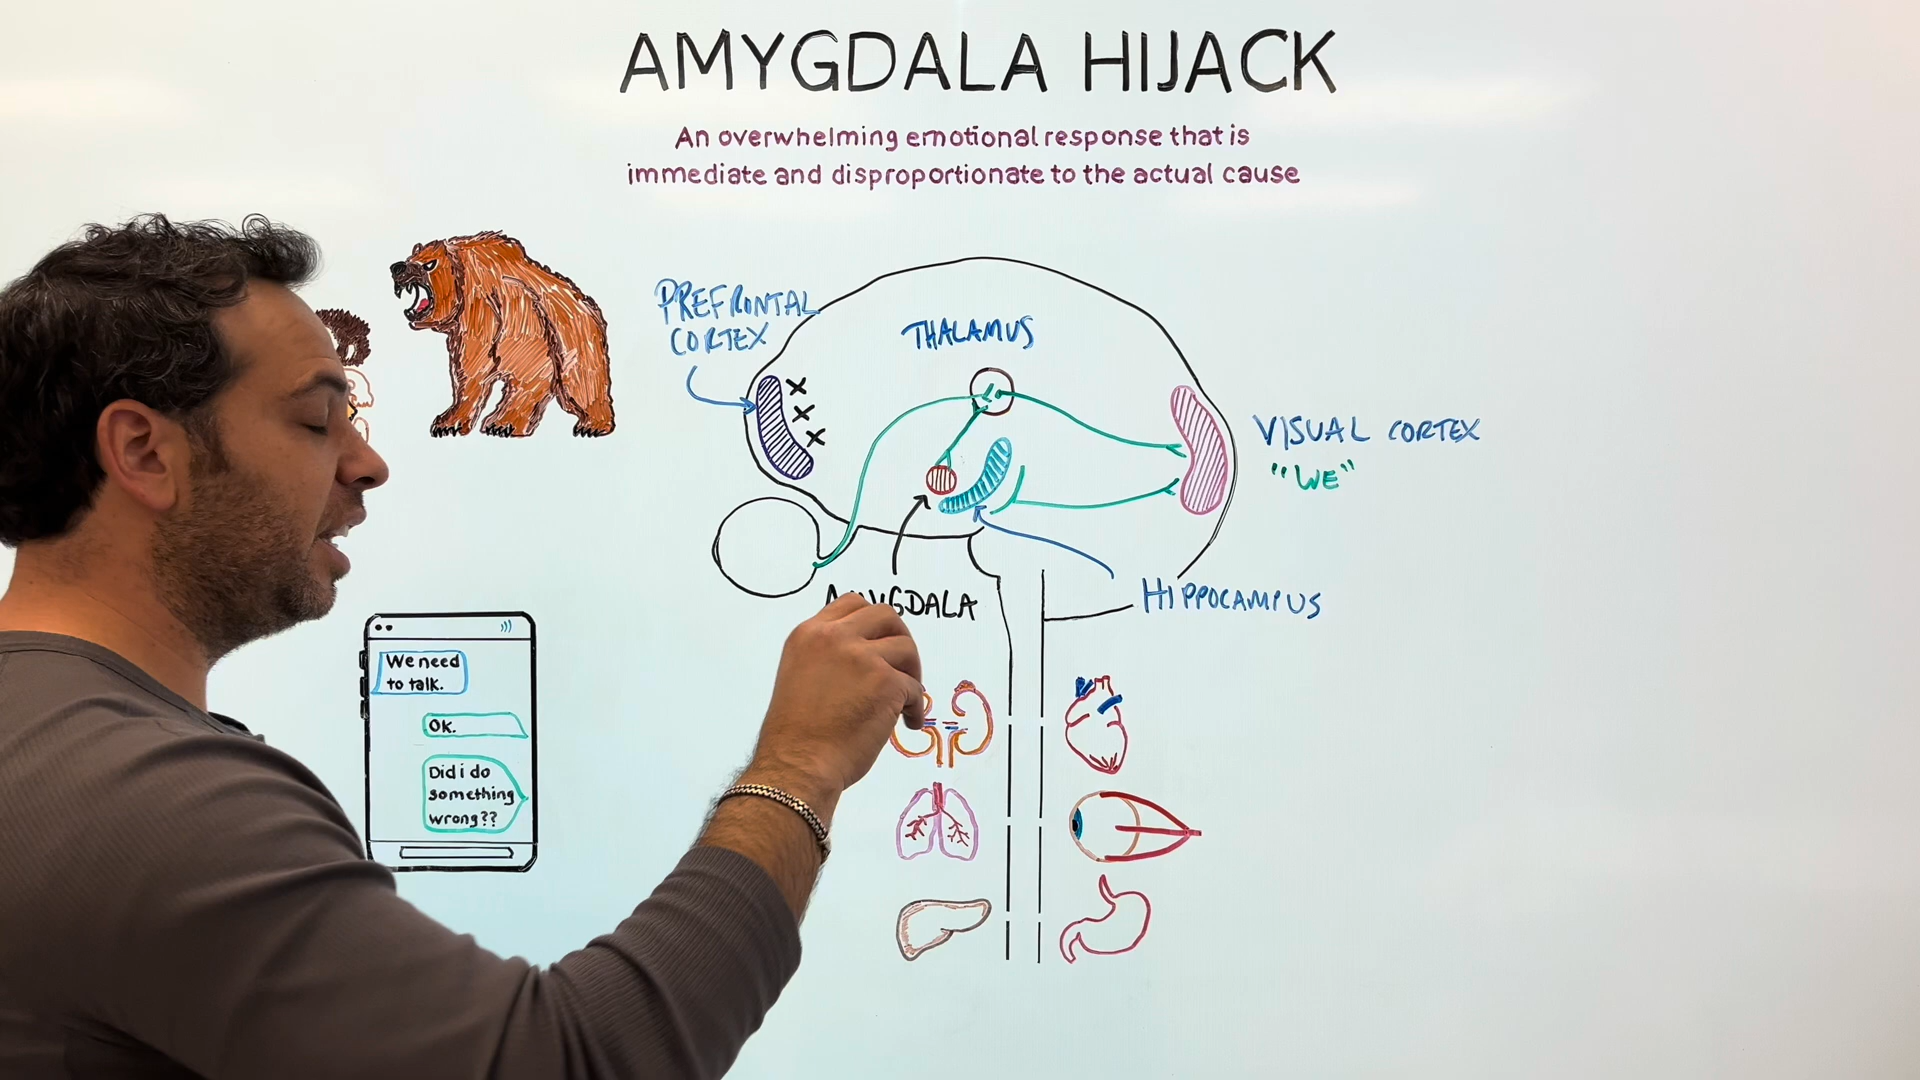 AMYGDALA HIJACK
An overwhelming emotional response that is
immediate and disproportionate to the actual cause
PREFRONTAL
CORTEX
THALAMUS
VISUAL CORTEX
"WE"
AMYGDALA
HIPPOCAMPUS
We need
to talk.
Ok.
Did i do
something
wrong??